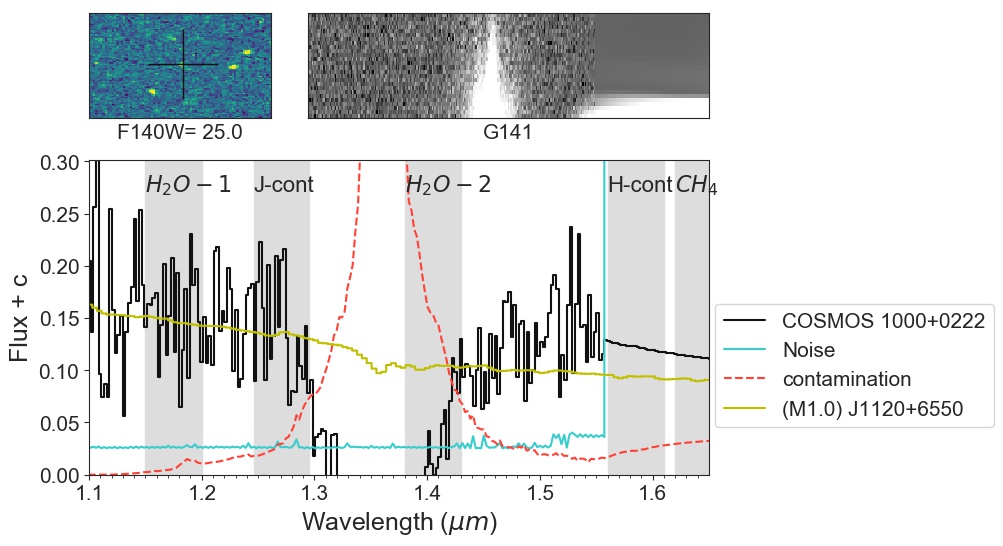 F140W= 25.0
G141
0.30
0.25
0.20
0.15
0.10
0.05
0.00
Flux + c
H₂O − 1
J-cont
H₂O − 2
H-cont
CH₄
1.1
1.2
1.3
1.4
1.5
1.6
Wavelength (μm)
COSMOS 1000+0222
Noise
contamination
(M1.0) J1120+6550